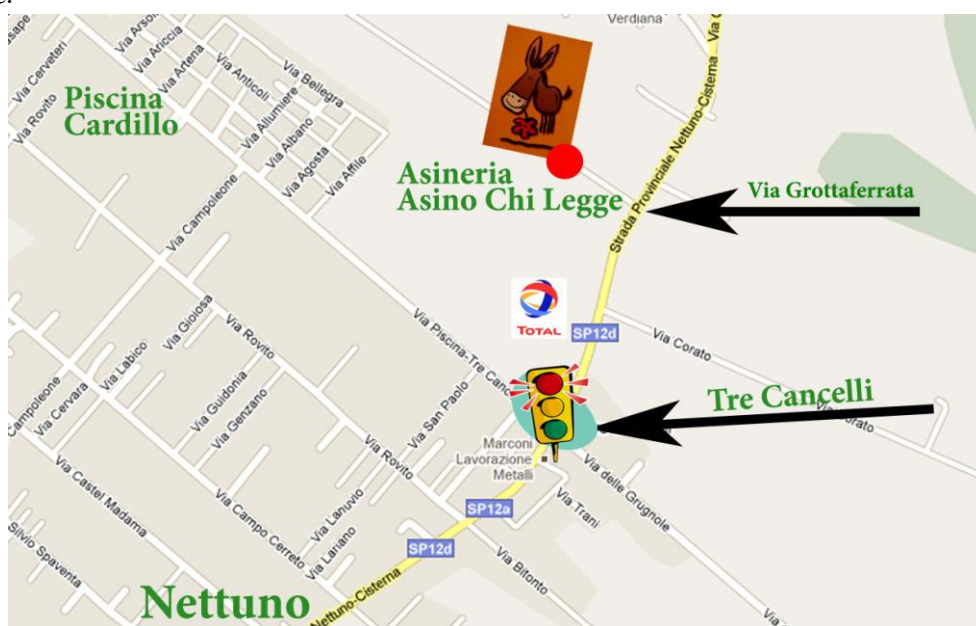 Verdiana
Via Arsoli
Via Ariccia
Via Artena
Via Cerveteri
Via Rovito
Via Anticoli
Via Bellegra
Via Allumiere
Via Albano
Via Agosta
Via Affile
Piscina
Cardillo
Via Campoleone
Asineria
Asino Chi Legge
Strada Provinciale Nettuno-Cisterna
Via Grottaferrata
TOTAL
SP12d
Via Corato
Via Piscina-Tre Canc
Tre Cancelli
Via Gioiosa
Via Rovito
Via Labico
Via Guidonia
Via Genzano
Via San Paolo
Campoleone
Via Cervara
Marconi
Lavorazione
Metalli
Via Rovito
Via delle Grugnole
Via Trani
Via Castel Madama
Via Campo Cerreto
Via Lanuvio
Via Lariano
SP12a
SP12d
Via Bitonto
Silvio Spaventa
Nettuno
Nettuno-Cisterna